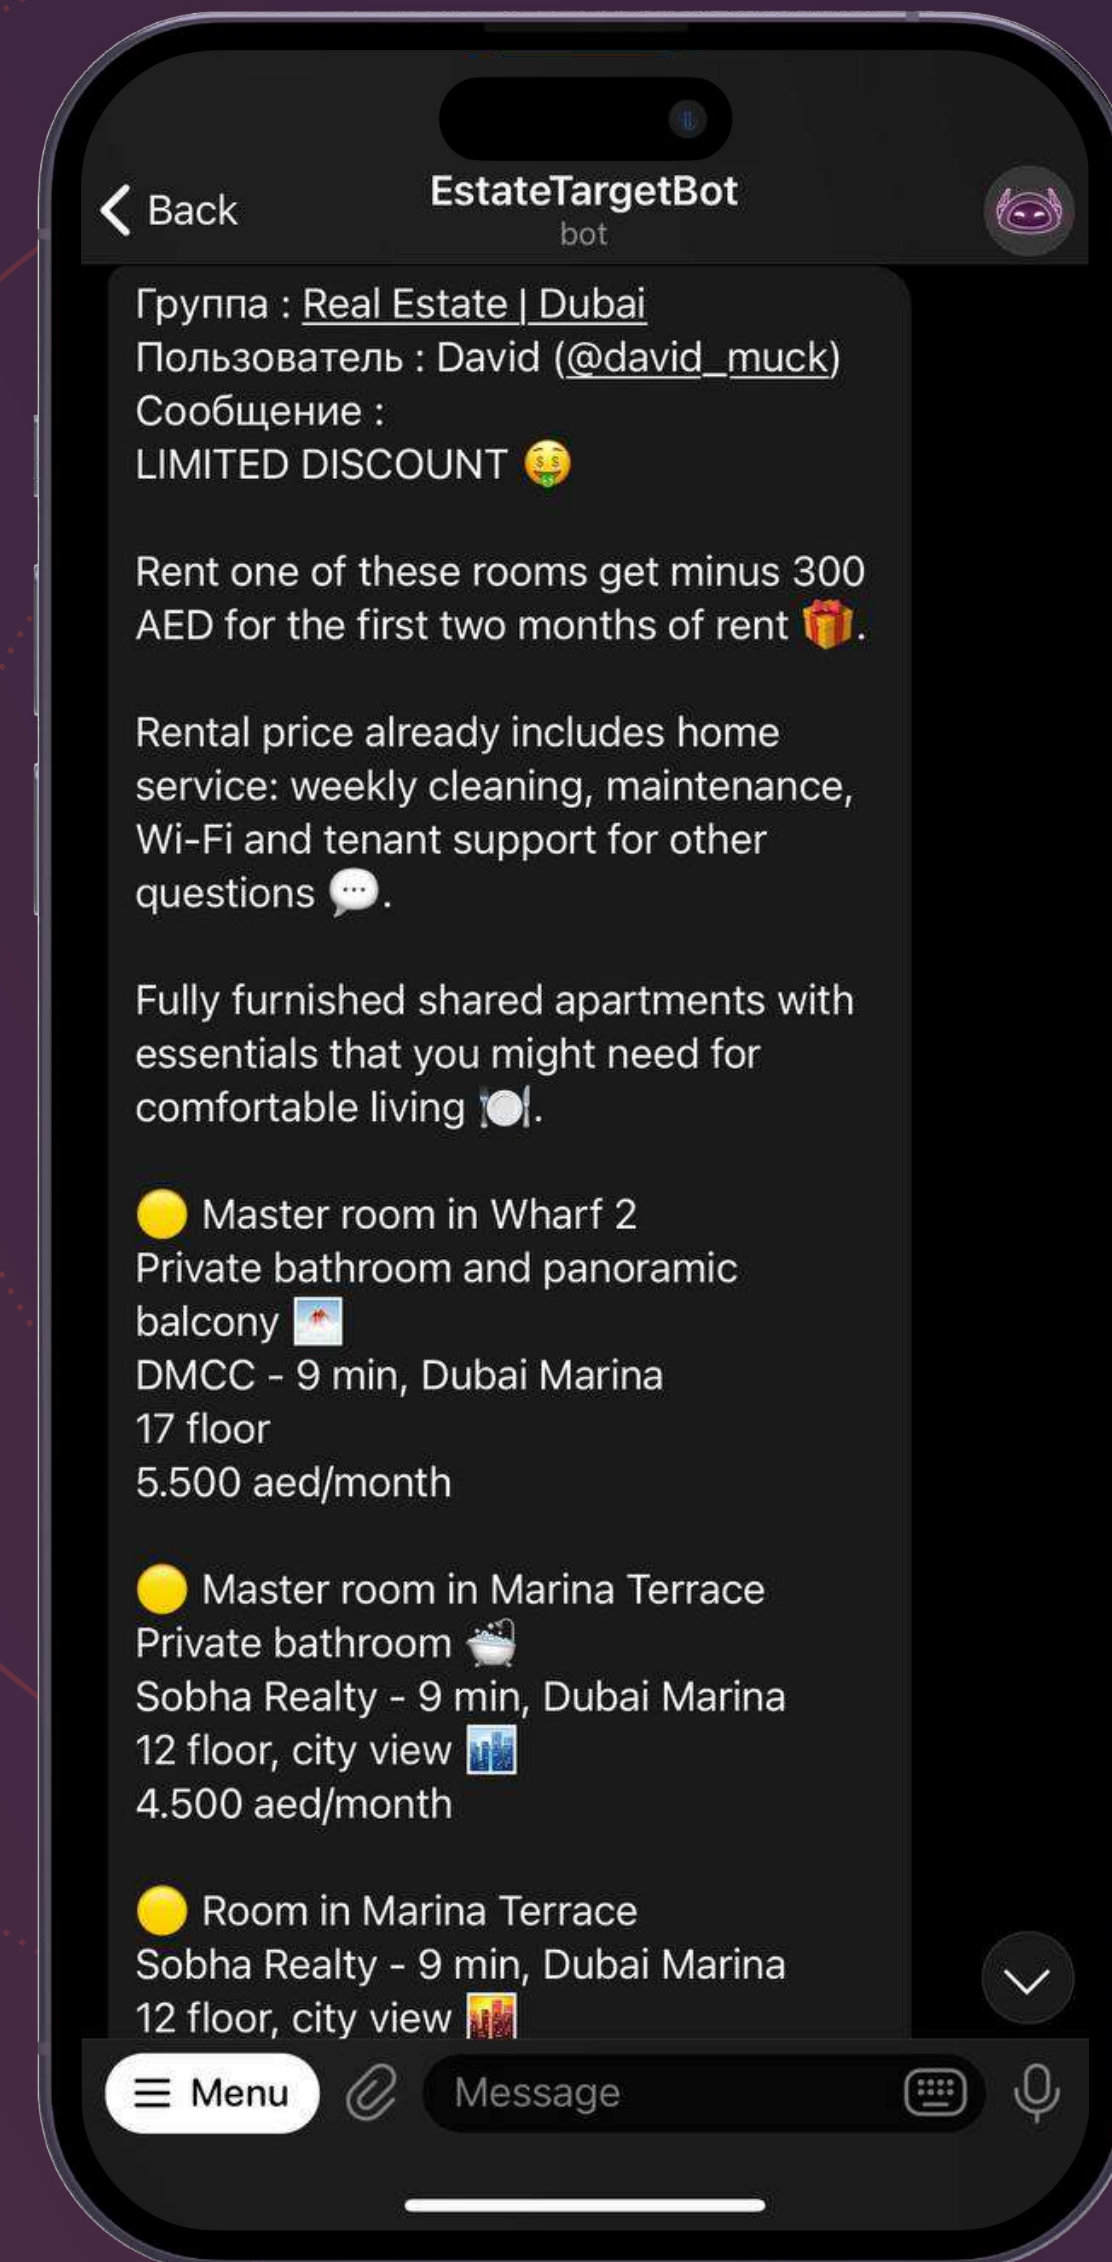 Back
EstateTargetBot
bot
Группа : Real Estate | Dubai
Пользователь : David (@david_muck)
Сообщение :
LIMITED DISCOUNT 🤑
Rent one of these rooms get minus 300
AED for the first two months of rent 🎁.
Rental price already includes home
service: weekly cleaning, maintenance,
Wi-Fi and tenant support for other
questions 💬.
Fully furnished shared apartments with
essentials that you might need for
comfortable living 🍽.
🟡 Master room in Wharf 2
Private bathroom and panoramic
balcony 🗻
DMCC - 9 min, Dubai Marina
17 floor
5.500 aed/month
🟡 Master room in Marina Terrace
Private bathroom 🛁
Sobha Realty - 9 min, Dubai Marina
12 floor, city view 🏙
4.500 aed/month
🟡 Room in Marina Terrace
Sobha Realty - 9 min, Dubai Marina
12 floor, city view 🌇
Menu
Message